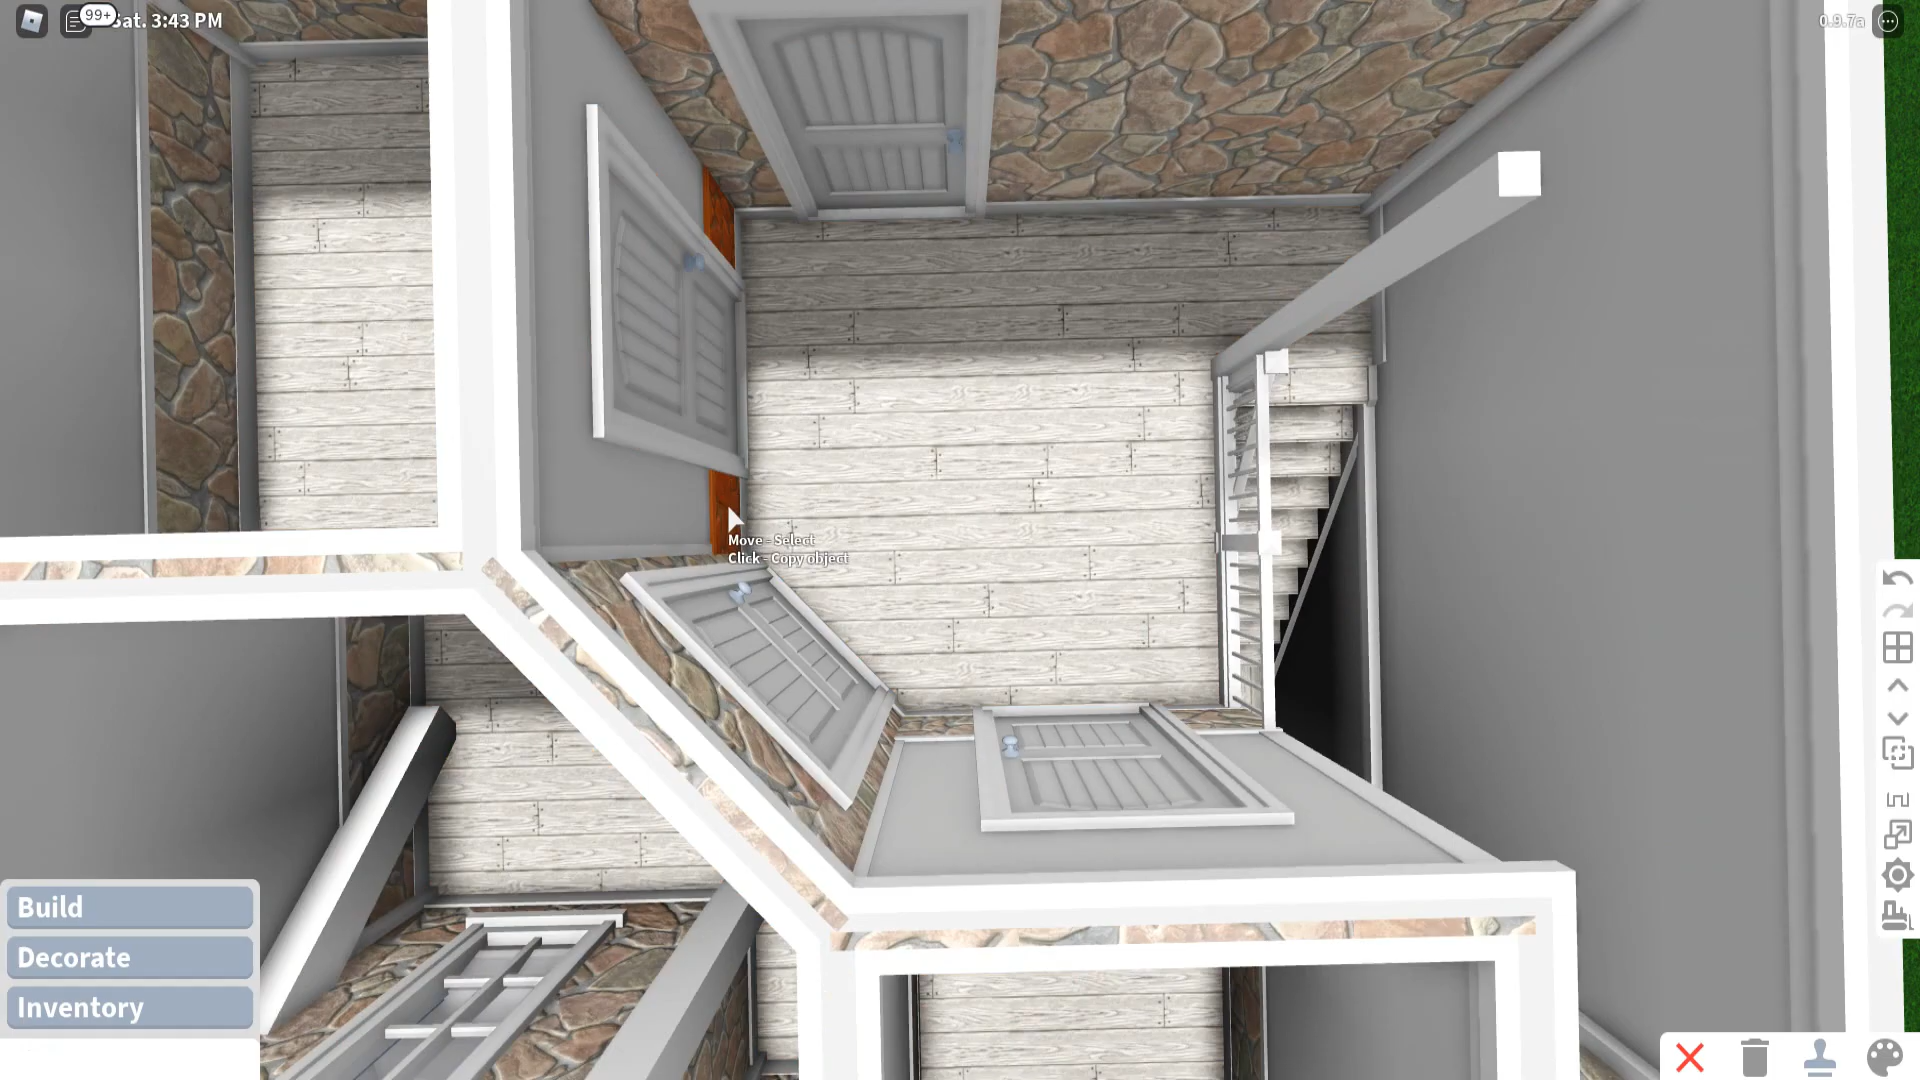 99+
Sat. 3:43 PM
0.9.7a
Move - Select
Click - Copy object
Build
Decorate
Inventory